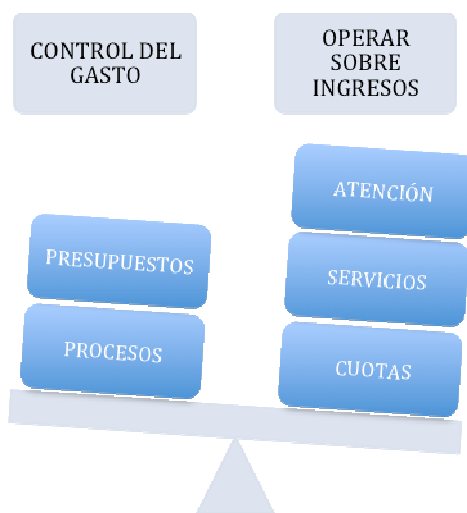 CONTROL DEL
GASTO
OPERAR
SOBRE
INGRESOS
PRESUPUESTOS
PROCESOS
ATENCIÓN
SERVICIOS
CUOTAS